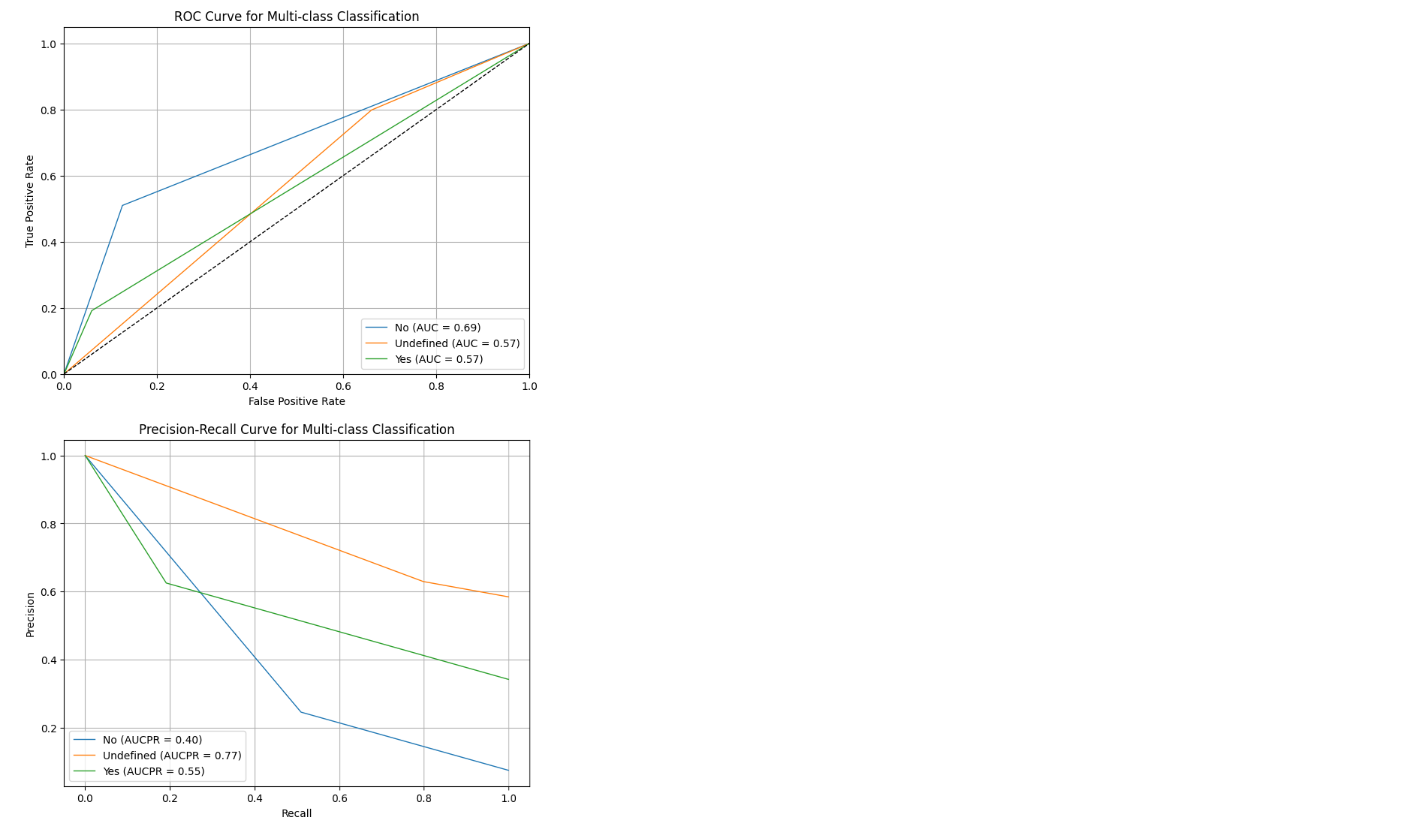 ROC Curve for Multi-class Classification
1.0
0.8
0.6
0.4
0.2
0.0
True Positive Rate
No (AUC = 0.69)
Undefined (AUC = 0.57)
Yes (AUC = 0.57)
0.0 0.2 0.4 0.6 0.8 1.0
False Positive Rate
Precision-Recall Curve for Multi-class Classification
1.0
0.8
0.6
0.4
0.2
Precision
No (AUCPR = 0.40)
Undefined (AUCPR = 0.77)
Yes (AUCPR = 0.55)
0.0 0.2 0.4 0.6 0.8 1.0
Recall